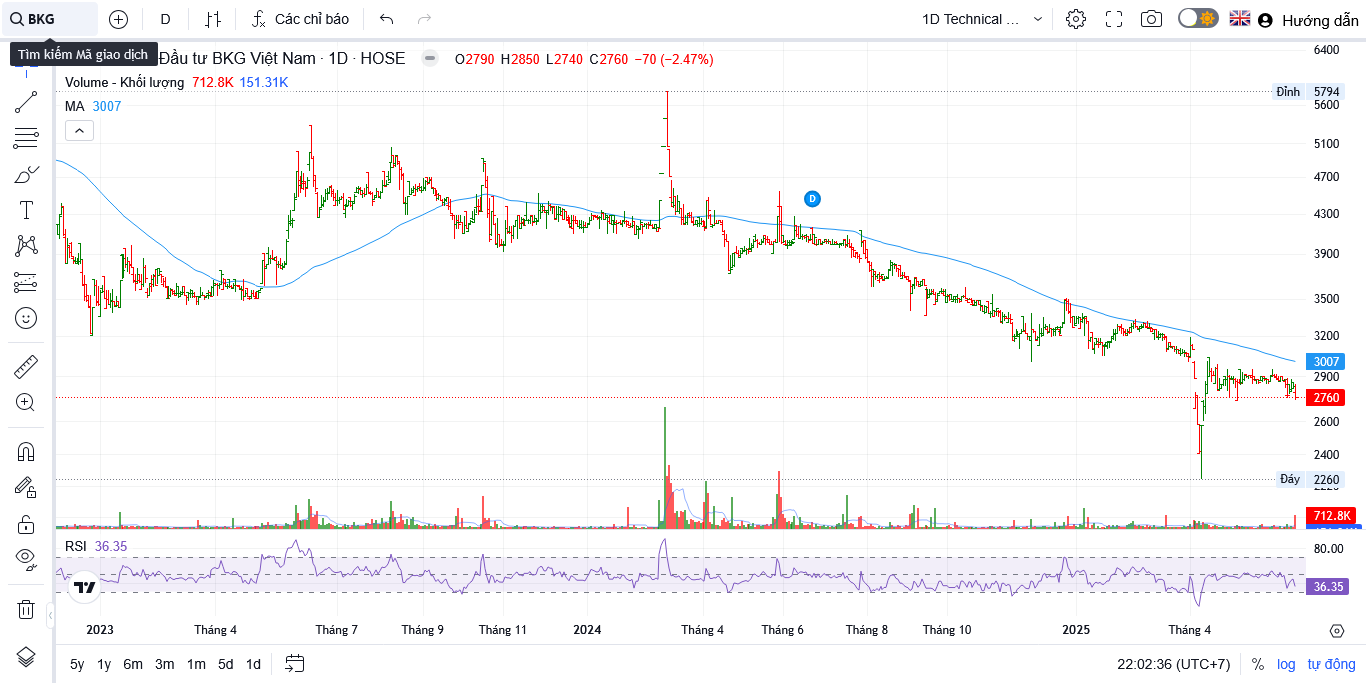 BKG
D
Các chỉ báo
1D Technical ...
Hướng dẫn
Tìm kiếm Mã giao dịch
Đầu tư BKG Việt Nam · 1D · HOSE
O2790 H2850 L2740 C2760 −70 (−2.47%)
Volume - Khối lượng 712.8K 151.31K
MA 3007
6400
Đỉnh 5794
5600
5100
4700
4300
3900
3500
3200
3007
2900
2760
2600
2400
Đáy 2260
712.8K
RSI 36.35
80.00
36.35
D
2023 Tháng 4 Tháng 7 Tháng 9 Tháng 11 2024 Tháng 4 Tháng 6 Tháng 8 Tháng 10 2025 Tháng 4
5y 1y 6m 3m 1m 5d 1d
22:02:36 (UTC+7) % log tự động